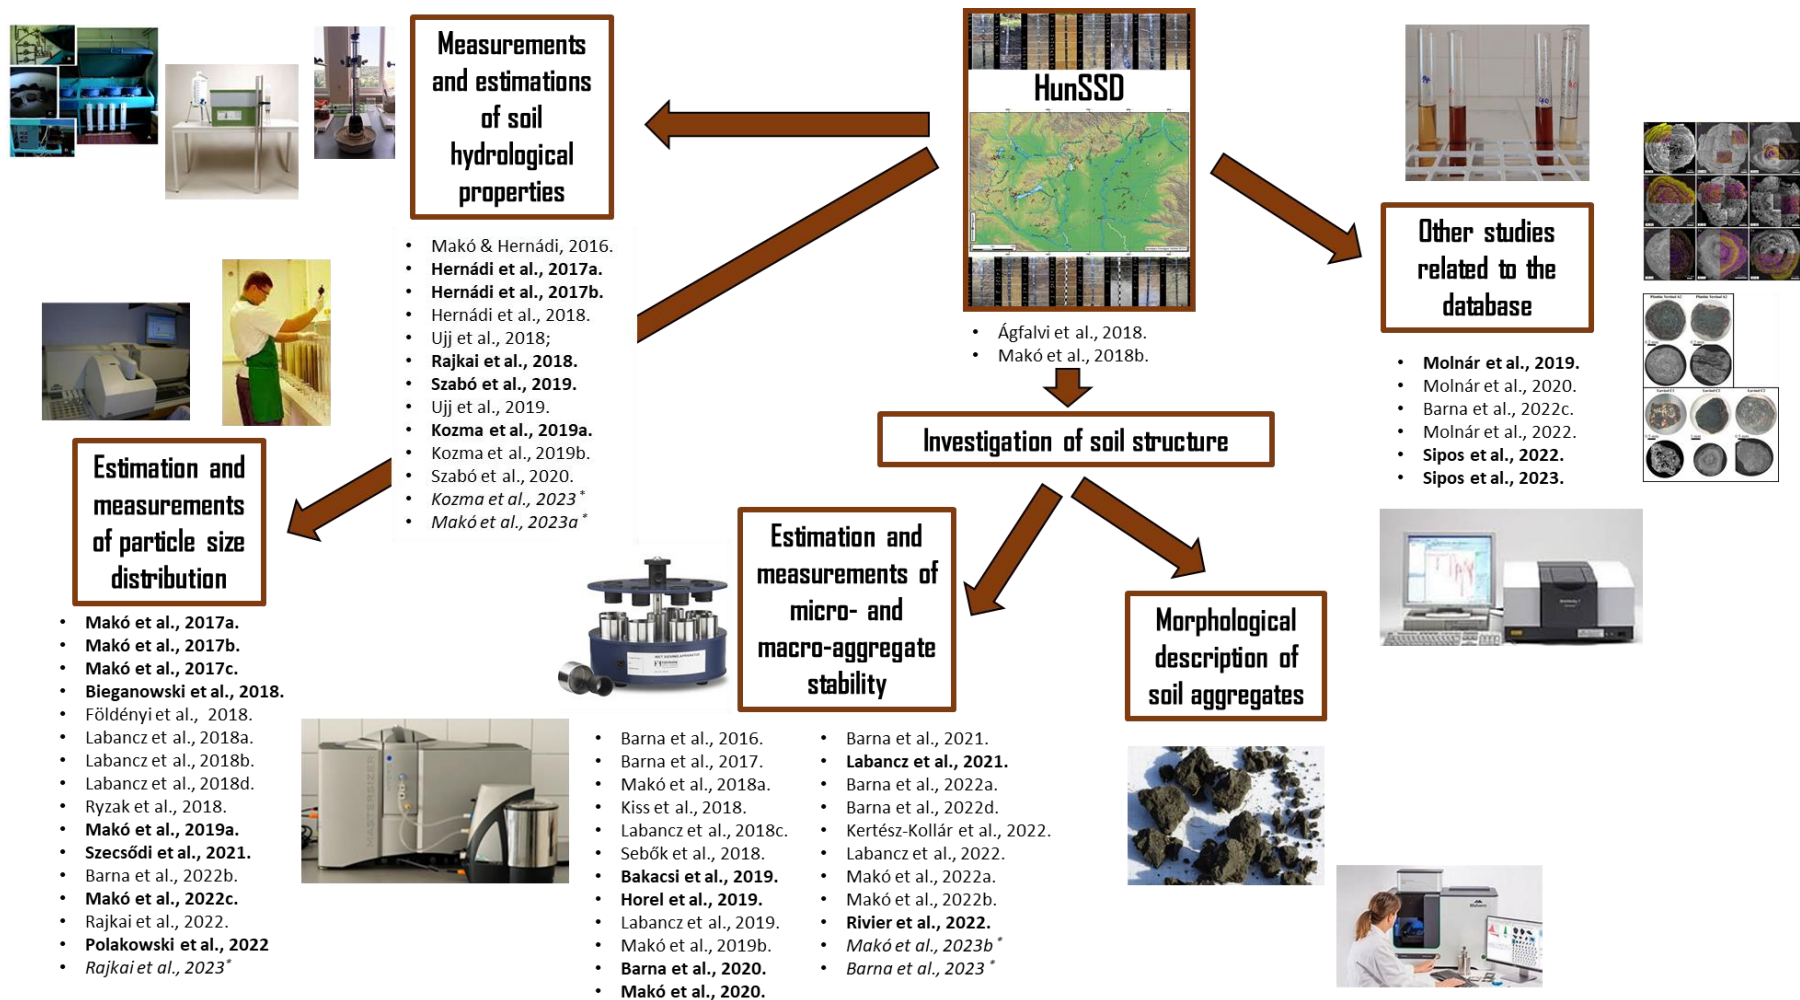 Measurements
and estimations
of soil
hydrological
properties
• Makó & Hernádi, 2016.
• Hernádi et al., 2017a.
• Hernádi et al., 2017b.
• Hernádi et al., 2018.
• Ujj et al., 2018;
• Rajkai et al., 2018.
• Szabó et al., 2019.
• Ujj et al., 2019.
• Kozma et al., 2019a.
• Kozma et al., 2019b.
• Szabó et al., 2020.
• Kozma et al., 2023*
• Makó et al., 2023a*
HunSSD
• Ágfalvi et al., 2018.
• Makó et al., 2018b.
Other studies
related to the
database
• Molnár et al., 2019.
• Molnár et al., 2020.
• Barna et al., 2022c.
• Molnár et al., 2022.
• Sipos et al., 2022.
• Sipos et al., 2023.
Estimation and
measurements
of particle size
distribution
• Makó et al., 2017a.
• Makó et al., 2017b.
• Makó et al., 2017c.
• Bieganowski et al., 2018.
• Földényi et al., 2018.
• Labancz et al., 2018a.
• Labancz et al., 2018b.
• Labancz et al., 2018d.
• Ryzak et al., 2018.
• Makó et al., 2019a.
• Szecsődi et al., 2021.
• Barna et al., 2022b.
• Makó et al., 2022c.
• Rajkai et al., 2022.
• Polakowski et al., 2022
• Rajkai et al., 2023*
Investigation of soil structure
Estimation and
measurements of
micro- and
macro-aggregate
stability
• Barna et al., 2016.
• Barna et al., 2017.
• Makó et al., 2018a.
• Kiss et al., 2018.
• Labancz et al., 2018c.
• Sebők et al., 2018.
• Bakacsi et al., 2019.
• Horel et al., 2019.
• Labancz et al., 2019.
• Makó et al., 2019b.
• Barna et al., 2020.
• Makó et al., 2020.
• Barna et al., 2021.
• Labancz et al., 2021.
• Barna et al., 2022a.
• Barna et al., 2022d.
• Kertész-Kollár et al., 2022.
• Labancz et al., 2022.
• Makó et al., 2022a.
• Makó et al., 2022b.
• Rivier et al., 2022.
• Makó et al., 2023b*
• Barna et al., 2023*
Morphological
description of
soil aggregates
MASTERSIZER